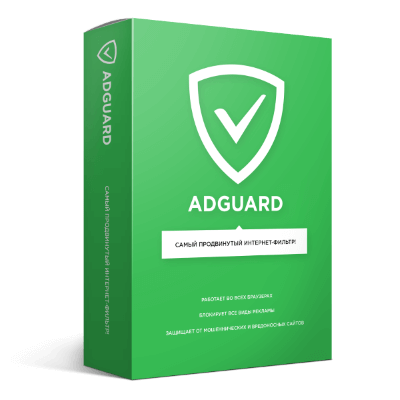 ADGUARD
САМЫЙ ПРОДВИНУТЫЙ ИНТЕРНЕТ-ФИЛЬТР!
ADGUARD
САМЫЙ ПРОДВИНУТЫЙ ИНТЕРНЕТ-ФИЛЬТР!
РАБОТАЕТ ВО ВСЕХ БРАУЗЕРАХ
БЛОКИРУЕТ ВСЕ ВИДЫ РЕКЛАМЫ
ЗАЩИЩАЕТ ОТ МОШЕННИЧЕСКИХ И ВРЕДОНОСНЫХ САЙТОВ